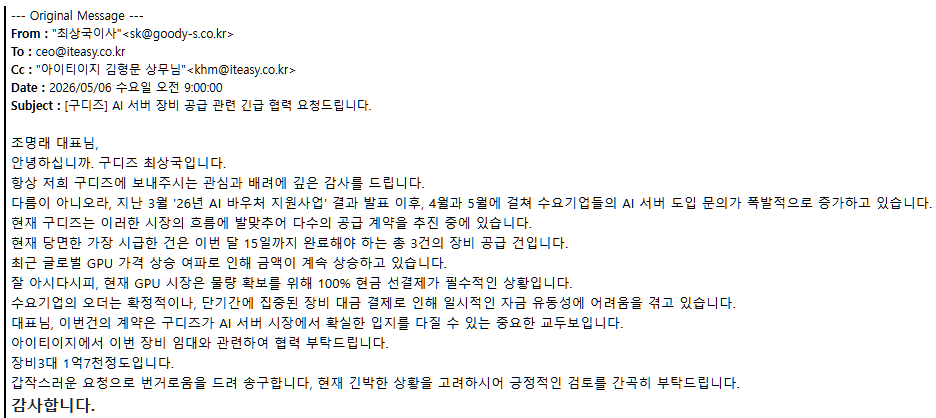 --- Original Message ---
From : "최상국이사"<sk@goody-s.co.kr>
To : ceo@iteasy.co.kr
Cc : "아이티이지 김형문 상무님"<khm@iteasy.co.kr>
Date : 2026/05/06 수요일 오전 9:00:00
Subject : [구디즈] AI 서버 장비 공급 관련 긴급 협력 요청드립니다.
조명래 대표님,
안녕하십니까. 구디즈 최상국입니다.
항상 저희 구디즈에 보내주시는 관심과 배려에 깊은 감사를 드립니다.
다름이 아니오라, 지난 3월 '26년 AI 바우처 지원사업' 결과 발표 이후, 4월과 5월에 걸쳐 수요기업들의 AI 서버 도입 문의가 폭발적으로 증가하고 있습니다.
현재 구디즈는 이러한 시장의 흐름에 발맞추어 다수의 공급 계약을 추진 중에 있습니다.
현재 당면한 가장 시급한 건은 이번 달 15일까지 완료해야 하는 총 3건의 장비 공급 건입니다.
최근 글로벌 GPU 가격 상승 여파로 인해 금액이 계속 상승하고 있습니다.
잘 아시다시피, 현재 GPU 시장은 물량 확보를 위해 100% 현금 선결제가 필수적인 상황입니다.
수요기업의 오더는 확정적이나, 단기간에 집중된 장비 대금 결제로 인해 일시적인 자금 유동성에 어려움을 겪고 있습니다.
대표님, 이번건의 계약은 구디즈가 AI 서버 시장에서 확실한 입지를 다질 수 있는 중요한 교두보입니다.
아이티이지에서 이번 장비 임대와 관련하여 협력 부탁드립니다.
장비3대 1억7천정도입니다.
갑작스러운 요청으로 번거로움을 드려 송구합니다, 현재 긴박한 상황을 고려하시어 긍정적인 검토를 간곡히 부탁드립니다.
감사합니다.